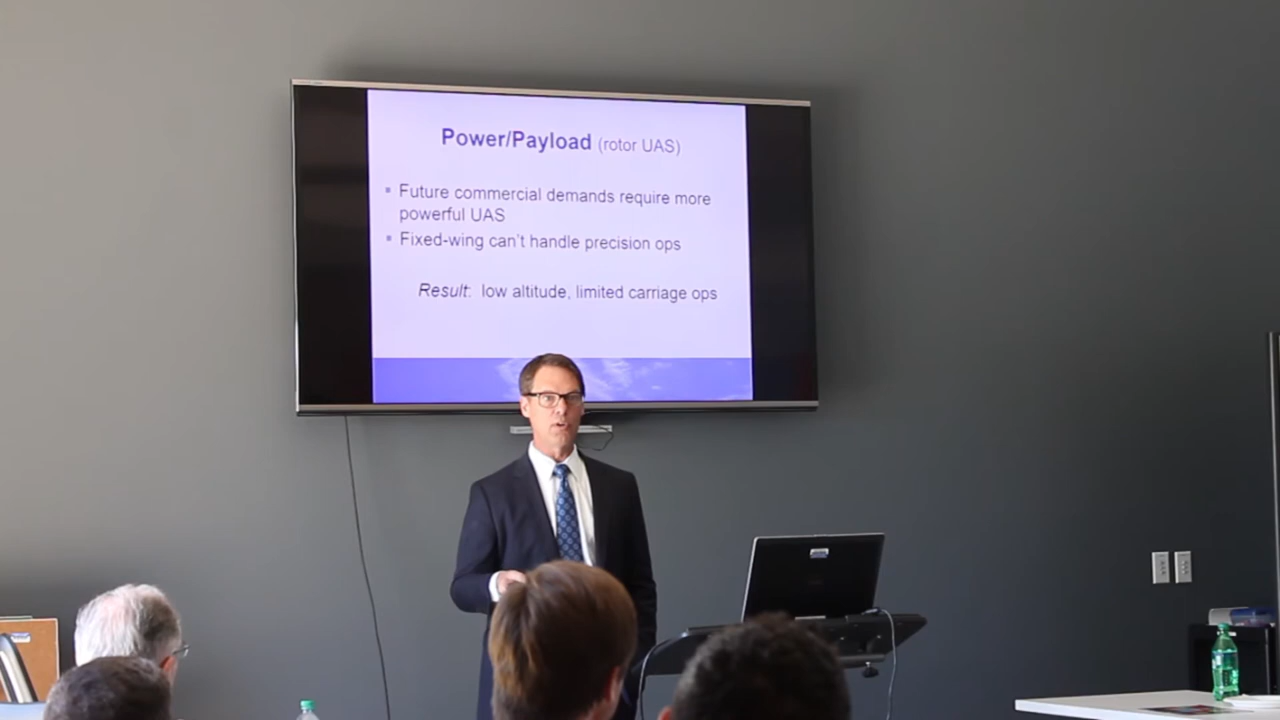 Power/Payload (rotor UAS)
Future commercial demands require more
powerful UAS
Fixed-wing can't handle precision ops
Result: low altitude, limited carriage ops